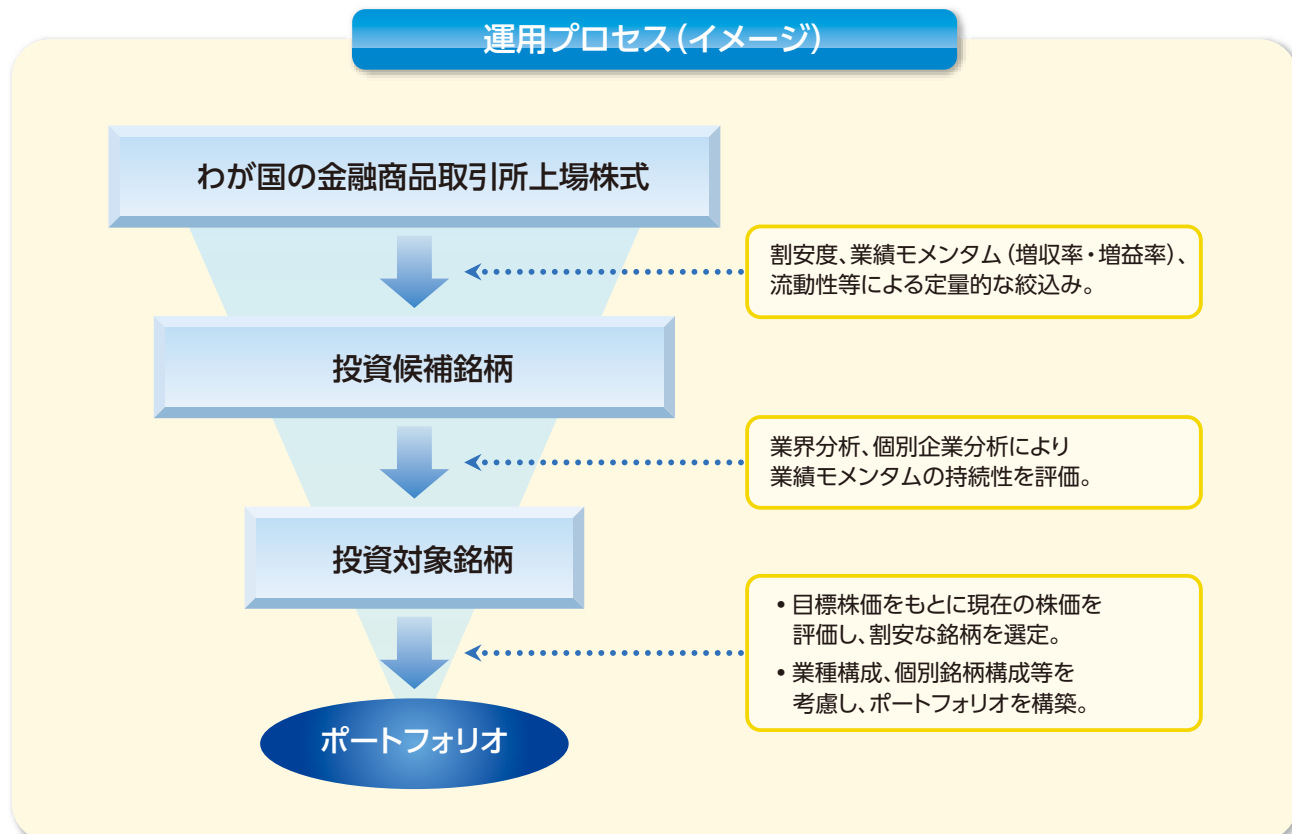 運用プロセス(イメージ)
わが国の金融商品取引所上場株式
割安度、業績モメンタム(増収率・増益率)、
流動性等による定量的な絞込み。
投資候補銘柄
業界分析、個別企業分析により
業績モメンタムの持続性を評価。
投資対象銘柄
• 目標株価をもとに現在の株価を
評価し、割安な銘柄を選定。
• 業種構成、個別銘柄構成等を
考慮し、ポートフォリオを構築。
ポートフォリオ